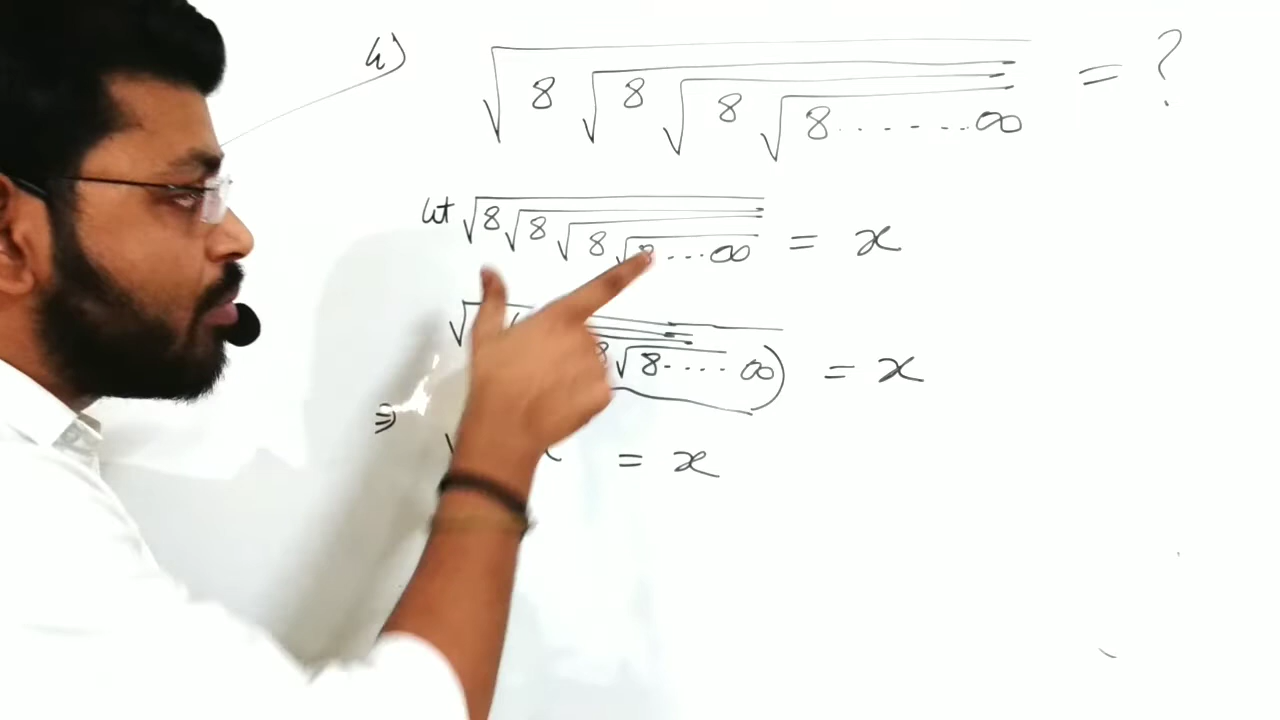 4) √8√8√8√8.......∞ = ?
let √8√8√8√8....∞ = x
√8√8.....∞) = x
⇒ = x